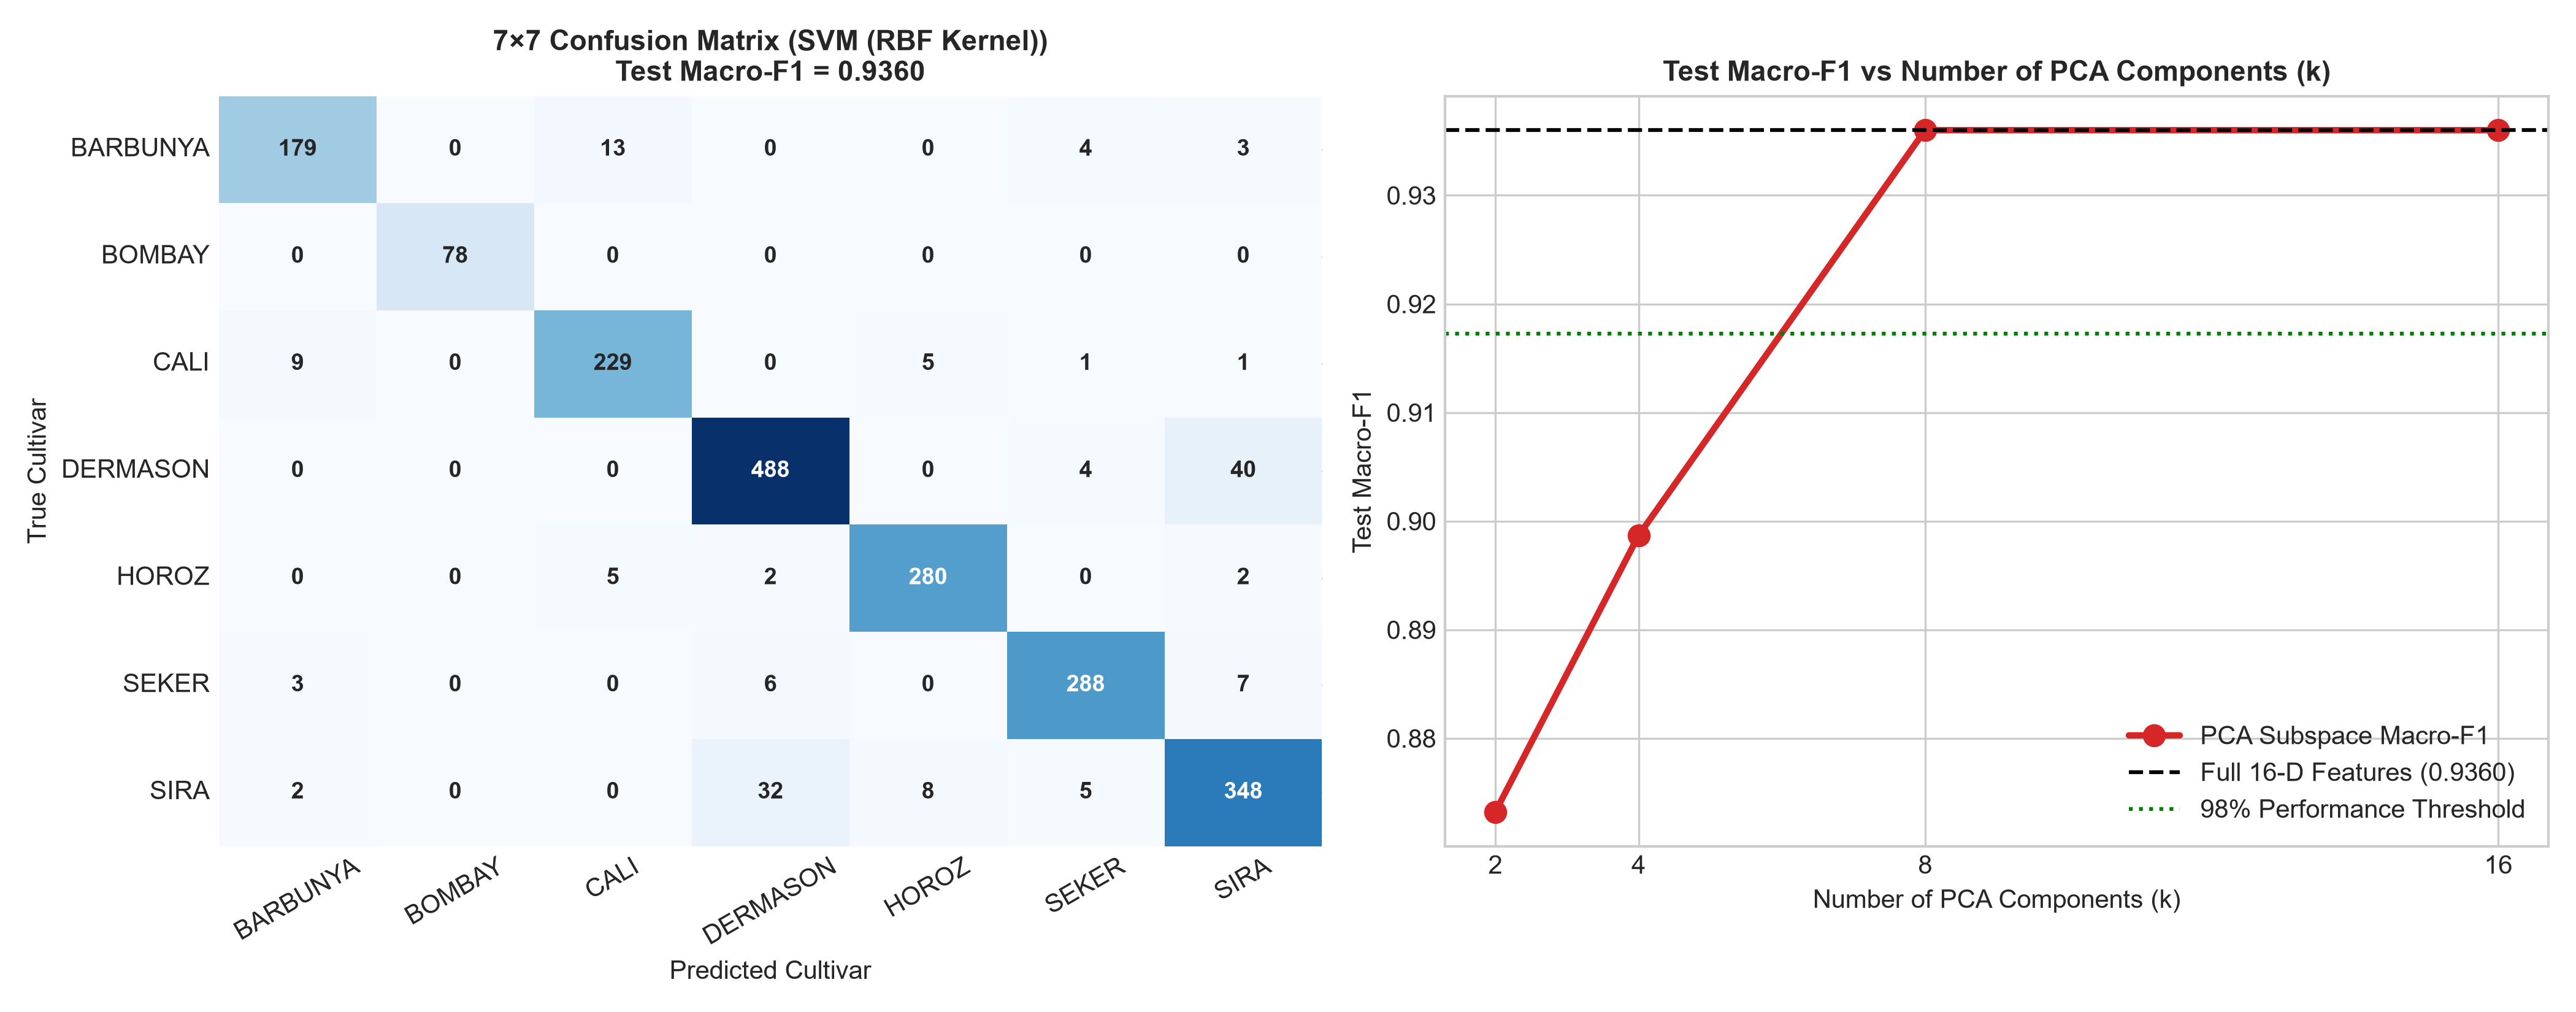 7×7 Confusion Matrix (SVM (RBF Kernel))
Test Macro-F1 = 0.9360
True Cultivar
BARBUNYA 179 0 13 0 0 4 3
BOMBAY 0 78 0 0 0 0 0
CALI 9 0 229 0 5 1 1
DERMASON 0 0 0 488 0 4 40
HOROZ 0 0 5 2 280 0 2
SEKER 3 0 0 6 0 288 7
SIRA 2 0 0 32 8 5 348
BARBUNYA BOMBAY CALI DERMASON HOROZ SEKER SIRA
Predicted Cultivar
Test Macro-F1 vs Number of PCA Components (k)
Test Macro-F1
0.93
0.92
0.91
0.90
0.89
0.88
PCA Subspace Macro-F1
Full 16-D Features (0.9360)
98% Performance Threshold
2 4 8 16
Number of PCA Components (k)